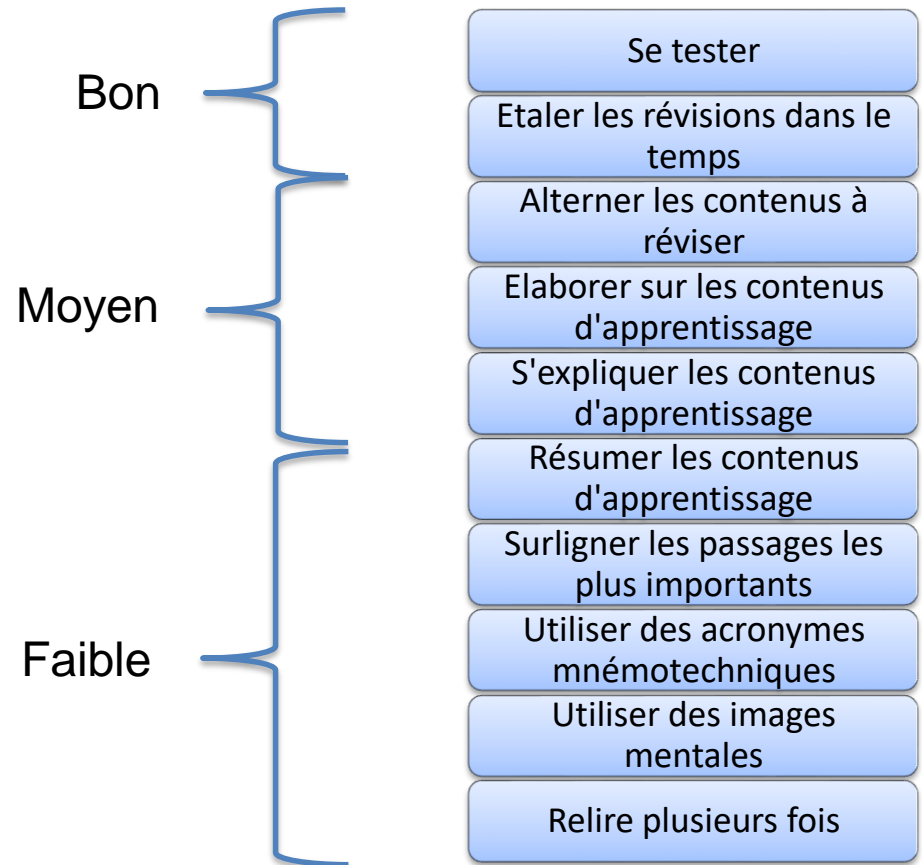 Bon
Se tester
Etaler les révisions dans le
temps
Moyen
Alterner les contenus à
réviser
Elaborer sur les contenus
d'apprentissage
S'expliquer les contenus
d'apprentissage
Faible
Résumer les contenus
d'apprentissage
Surligner les passages les
plus importants
Utiliser des acronymes
mnémotechniques
Utiliser des images
mentales
Relire plusieurs fois